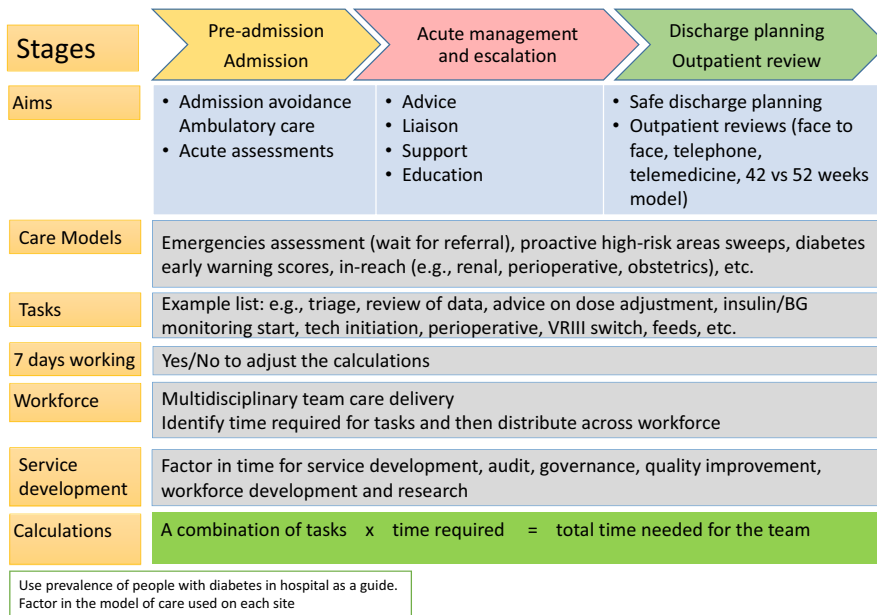 Stages
Pre-admission
Admission
Acute management
and escalation
Discharge planning
Outpatient review
Aims
• Admission avoidance
Ambulatory care
• Acute assessments
• Advice
• Liaison
• Support
• Education
• Safe discharge planning
• Outpatient reviews (face to
face, telephone,
telemedicine, 42 vs 52 weeks
model)
Care Models
Emergencies assessment (wait for referral), proactive high-risk areas sweeps, diabetes
early warning scores, in-reach (e.g., renal, perioperative, obstetrics), etc.
Tasks
Example list: e.g., triage, review of data, advice on dose adjustment, insulin/BG
monitoring start, tech initiation, perioperative, VRIII switch, feeds, etc.
7 days working
Yes/No to adjust the calculations
Workforce
Multidisciplinary team care delivery
Identify time required for tasks and then distribute across workforce
Service
development
Factor in time for service development, audit, governance, quality improvement,
workforce development and research
Calculations
A combination of tasks x time required = total time needed for the team
Use prevalence of people with diabetes in hospital as a guide.
Factor in the model of care used on each site